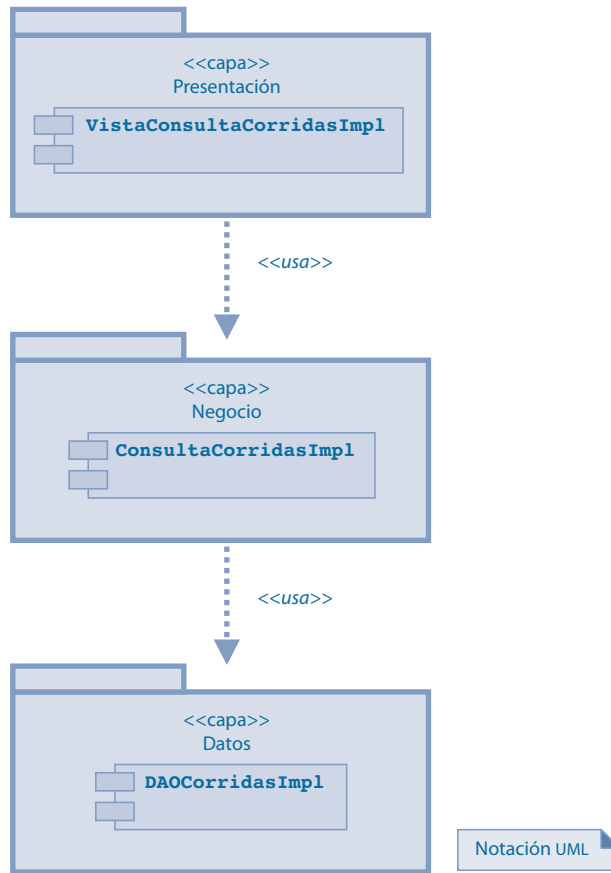 <<capa>>
Presentación
VistaConsultaCorridasImpl
<<usa>>
<<capa>>
Negocio
ConsultaCorridasImpl
<<usa>>
<<capa>>
Datos
DAOCorridasImpl
Notación UML